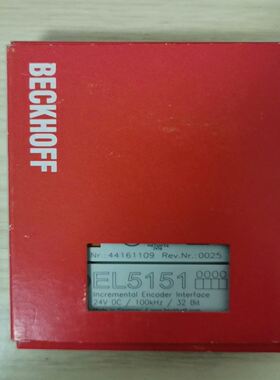 BECKHOFF
Nr.: 44161109 Rev.Nr.: 0025
EL5151
Incremental Encoder Interface
24V DC / 100kHz / 32 Bit